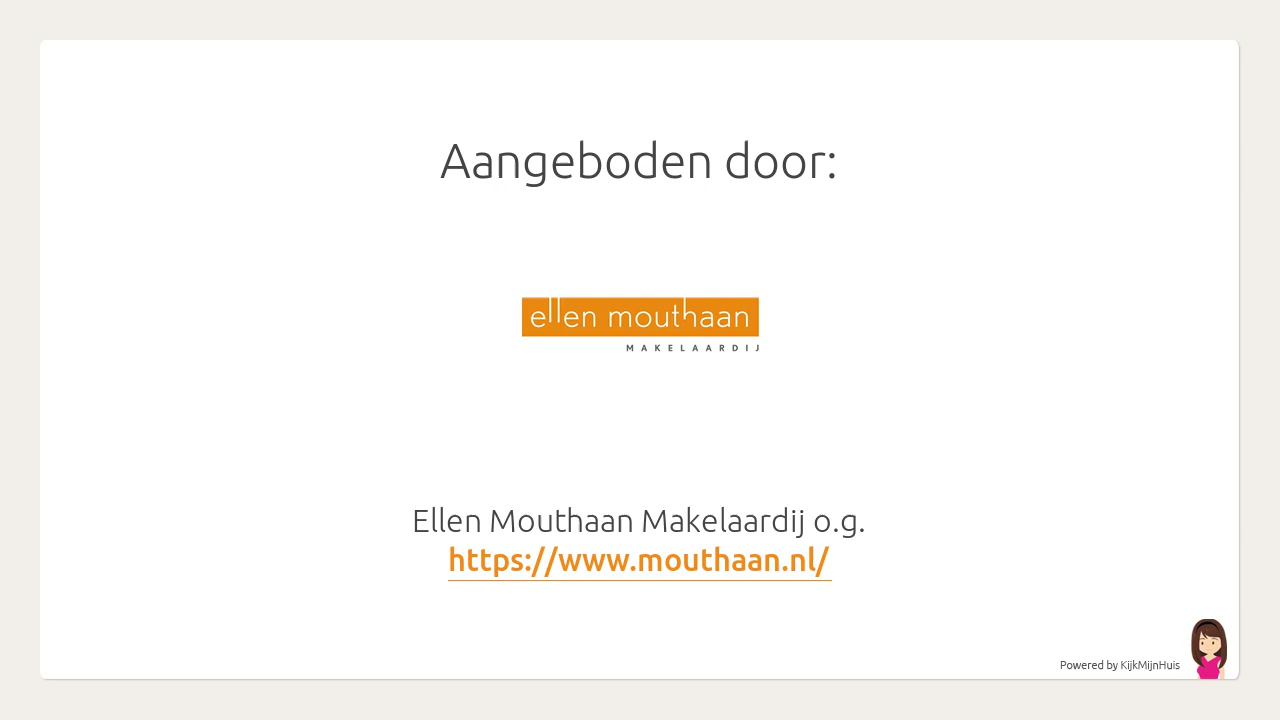 Aangeboden door:
ellen mouthaan
MAKELAARDIJ
Ellen Mouthaan Makelaardij o.g.
https://www.mouthaan.nl/
Powered by KijkMijnHuis